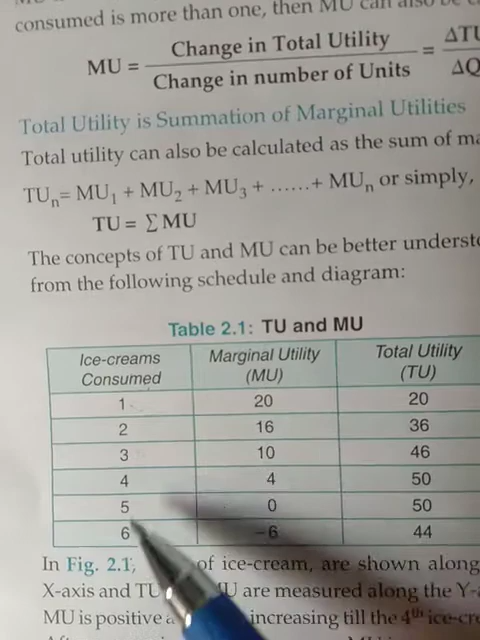 consumed is more than one, then MU can also be
MU = Change in Total Utility / Change in number of Units = ΔTU / ΔQ
Total Utility is Summation of Marginal Utilities
Total utility can also be calculated as the sum of
TUn= MU1 + MU2 + MU3 + ......+ MUn or simply,
TU = ∑MU
The concepts of TU and MU can be better
from the following schedule and diagram:
Table 2.1: TU and MU
Ice-creams Consumed | Marginal Utility (MU) | Total Utility (TU)
1 | 20 | 20
2 | 16 | 36
3 | 10 | 46
4 | 4 | 50
5 | 0 | 50
6 | –6 | 44
In Fig. 2.1, of ice-cream, are shown along
X-axis and TU MU are measured along the
MU is positive increasing till the 4th